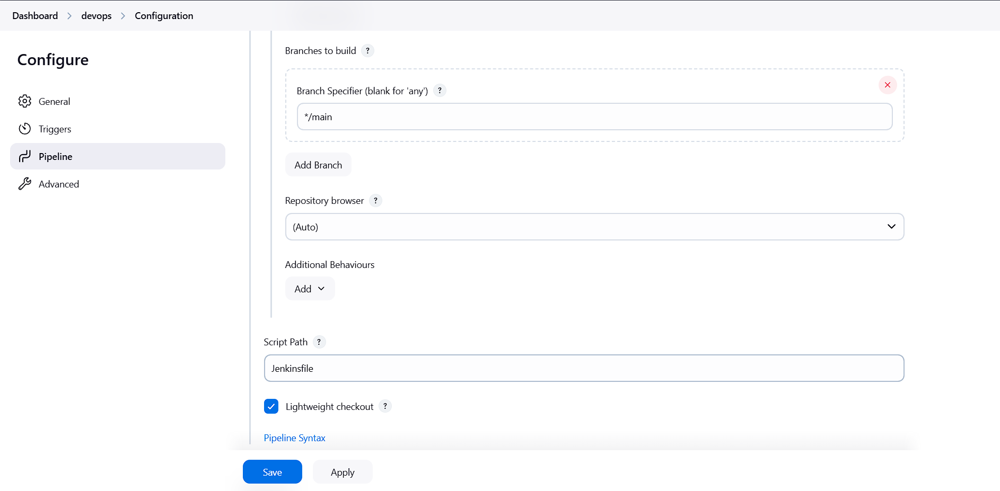 Dashboard > devops > Configuration
Configure
General
Triggers
Pipeline
Advanced
Branches to build ?
Branch Specifier (blank for 'any') ?
*/main
Add Branch
Repository browser ?
(Auto)
Additional Behaviours
Add
Script Path ?
Jenkinsfile
Lightweight checkout ?
Pipeline Syntax
Save Apply